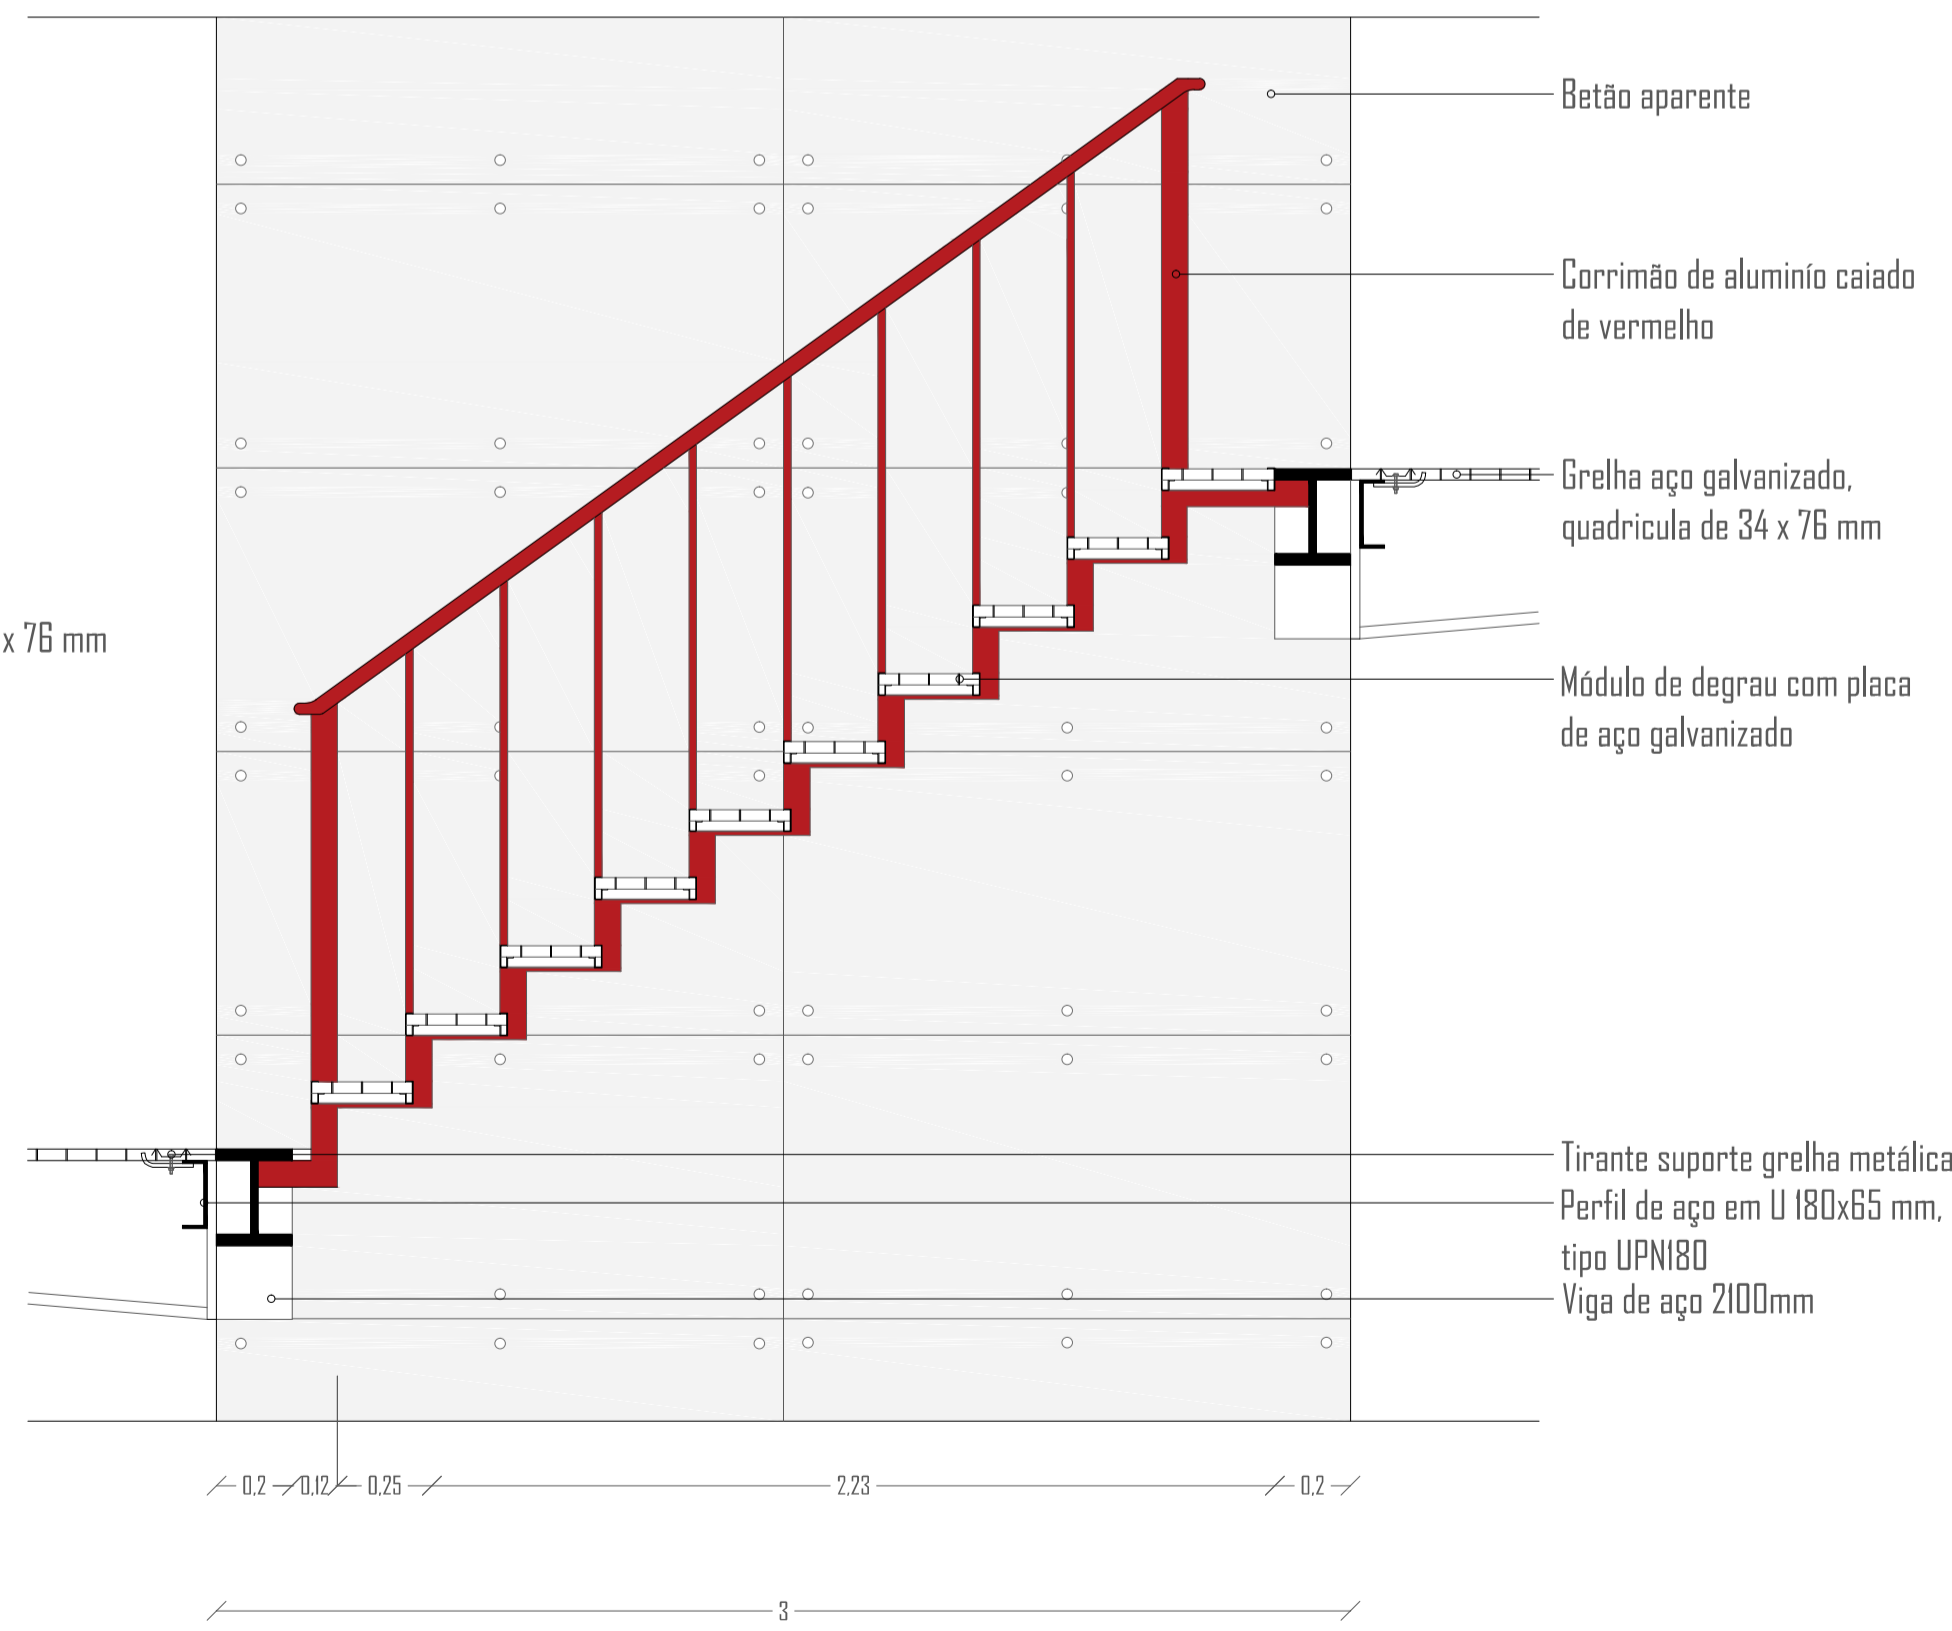 Betão aparente
Corrimão de aluminío caiado
de vermelho
Grelha aço galvanizado,
quadricula de 34 x 76 mm
x 76 mm
Módulo de degrau com placa
de aço galvanizado
Tirante suporte grelha metálica
Perfil de aço em U 180x65 mm,
tipo UPN180
Viga de aço 2100mm
0,2 0,12 0,25 2,23 0,2
3